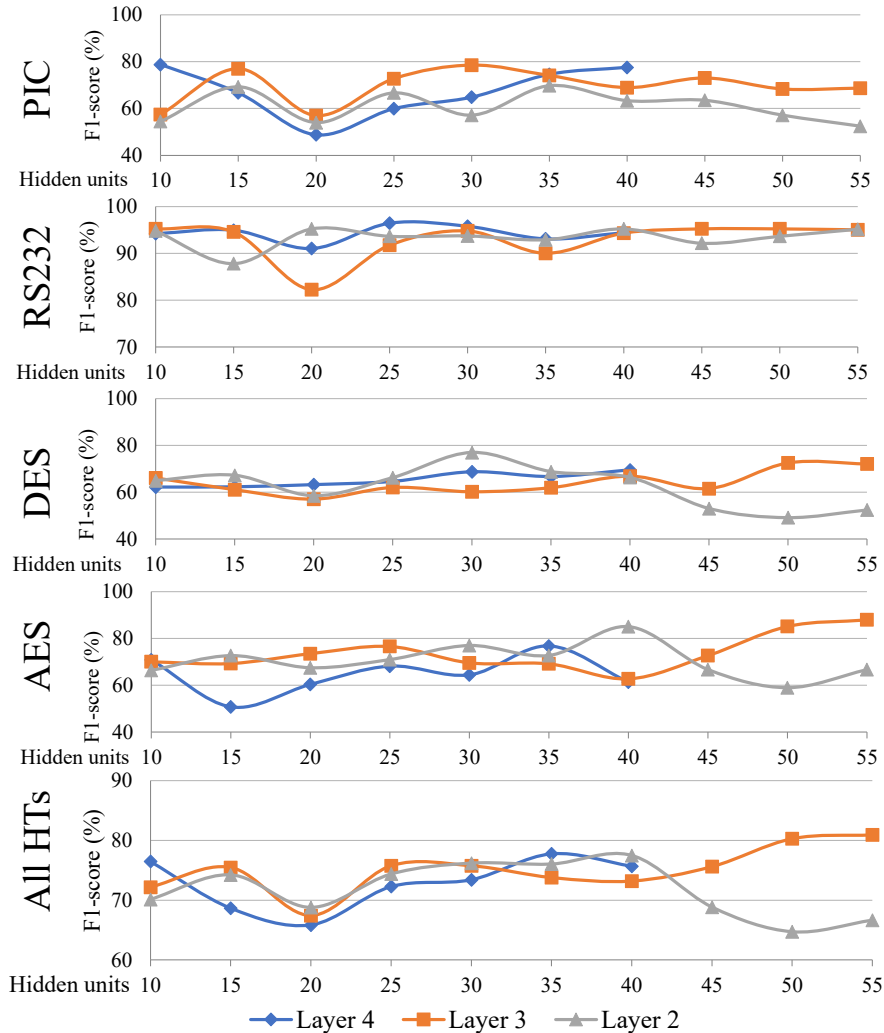 PIC
F1-score (%)
100
80
60
40
Hidden units
10 15 20 25 30 35 40 45 50 55
RS232
F1-score (%)
100
90
80
70
Hidden units
10 15 20 25 30 35 40 45 50 55
DES
F1-score (%)
100
80
60
40
Hidden units
10 15 20 25 30 35 40 45 50 55
AES
F1-score (%)
100
80
60
40
Hidden units
10 15 20 25 30 35 40 45 50 55
All HTs
F1-score (%)
90
80
70
60
Hidden units
10 15 20 25 30 35 40 45 50 55
Layer 4 Layer 3 Layer 2